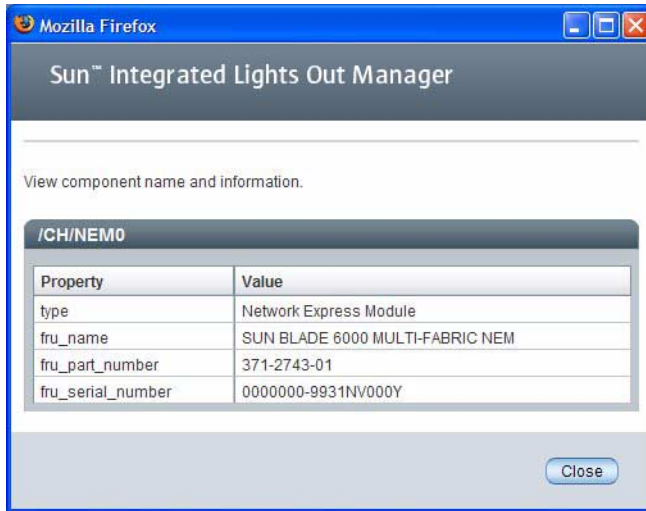 Mozilla Firefox
Sun™ Integrated Lights Out Manager
View component name and information.
/CH/NEM0
Property Value
type Network Express Module
fru_name SUN BLADE 6000 MULTI-FABRIC NEM
fru_part_number 371-2743-01
fru_serial_number 0000000-9931NV000Y
Close